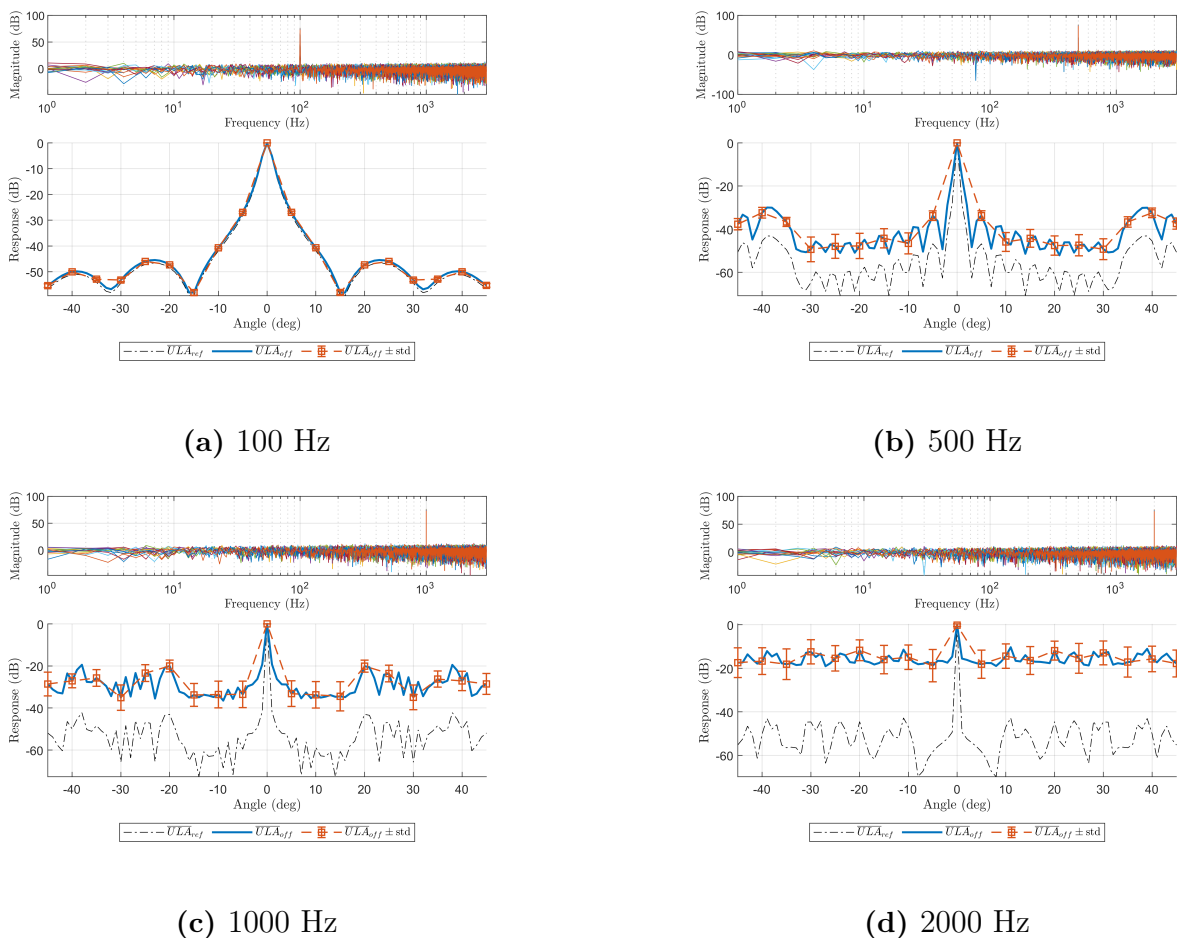 100
50
0
Magnitude (dB)
10^0 10^1 10^2 10^3
Frequency (Hz)
0
-10
-20
-30
-40
-50
Response (dB)
-40 -30 -20 -10 0 10 20 30 40
Angle (deg)
ULA_ref ULA_off ULA_off ± std
(a) 100 Hz
100
0
-100
Magnitude (dB)
10^0 10^1 10^2 10^3
Frequency (Hz)
0
-20
-40
-60
Response (dB)
-40 -30 -20 -10 0 10 20 30 40
Angle (deg)
ULA_ref ULA_off ULA_off ± std
(b) 500 Hz
100
50
0
Magnitude (dB)
10^0 10^1 10^2 10^3
Frequency (Hz)
0
-20
-40
-60
Response (dB)
-40 -30 -20 -10 0 10 20 30 40
Angle (deg)
ULA_ref ULA_off ULA_off ± std
(c) 1000 Hz
100
50
0
Magnitude (dB)
10^0 10^1 10^2 10^3
Frequency (Hz)
0
-20
-40
-60
Response (dB)
-40 -30 -20 -10 0 10 20 30 40
Angle (deg)
ULA_ref ULA_off ULA_off ± std
(d) 2000 Hz